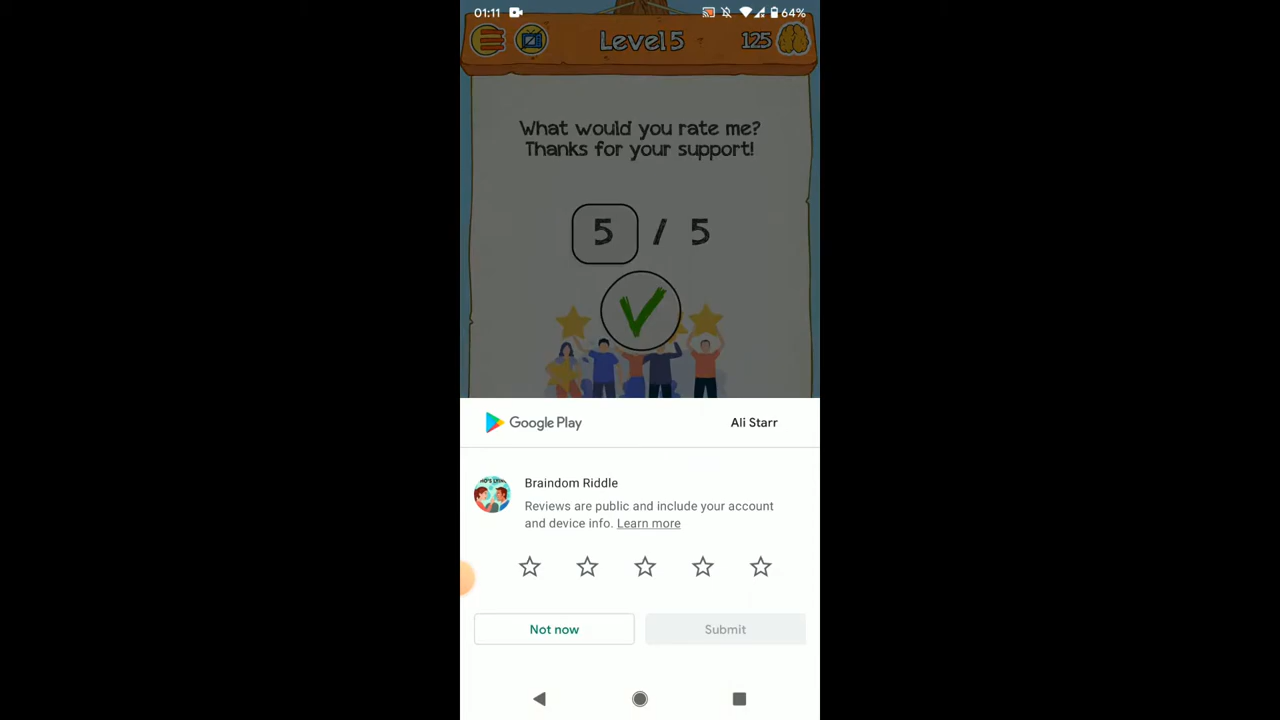 01:11
64%
Level 5
125
What would you rate me?
Thanks for your support!
5 / 5
Google Play
Ali Starr
Braindom Riddle
Reviews are public and include your account
and device info. Learn more
Not now
Submit